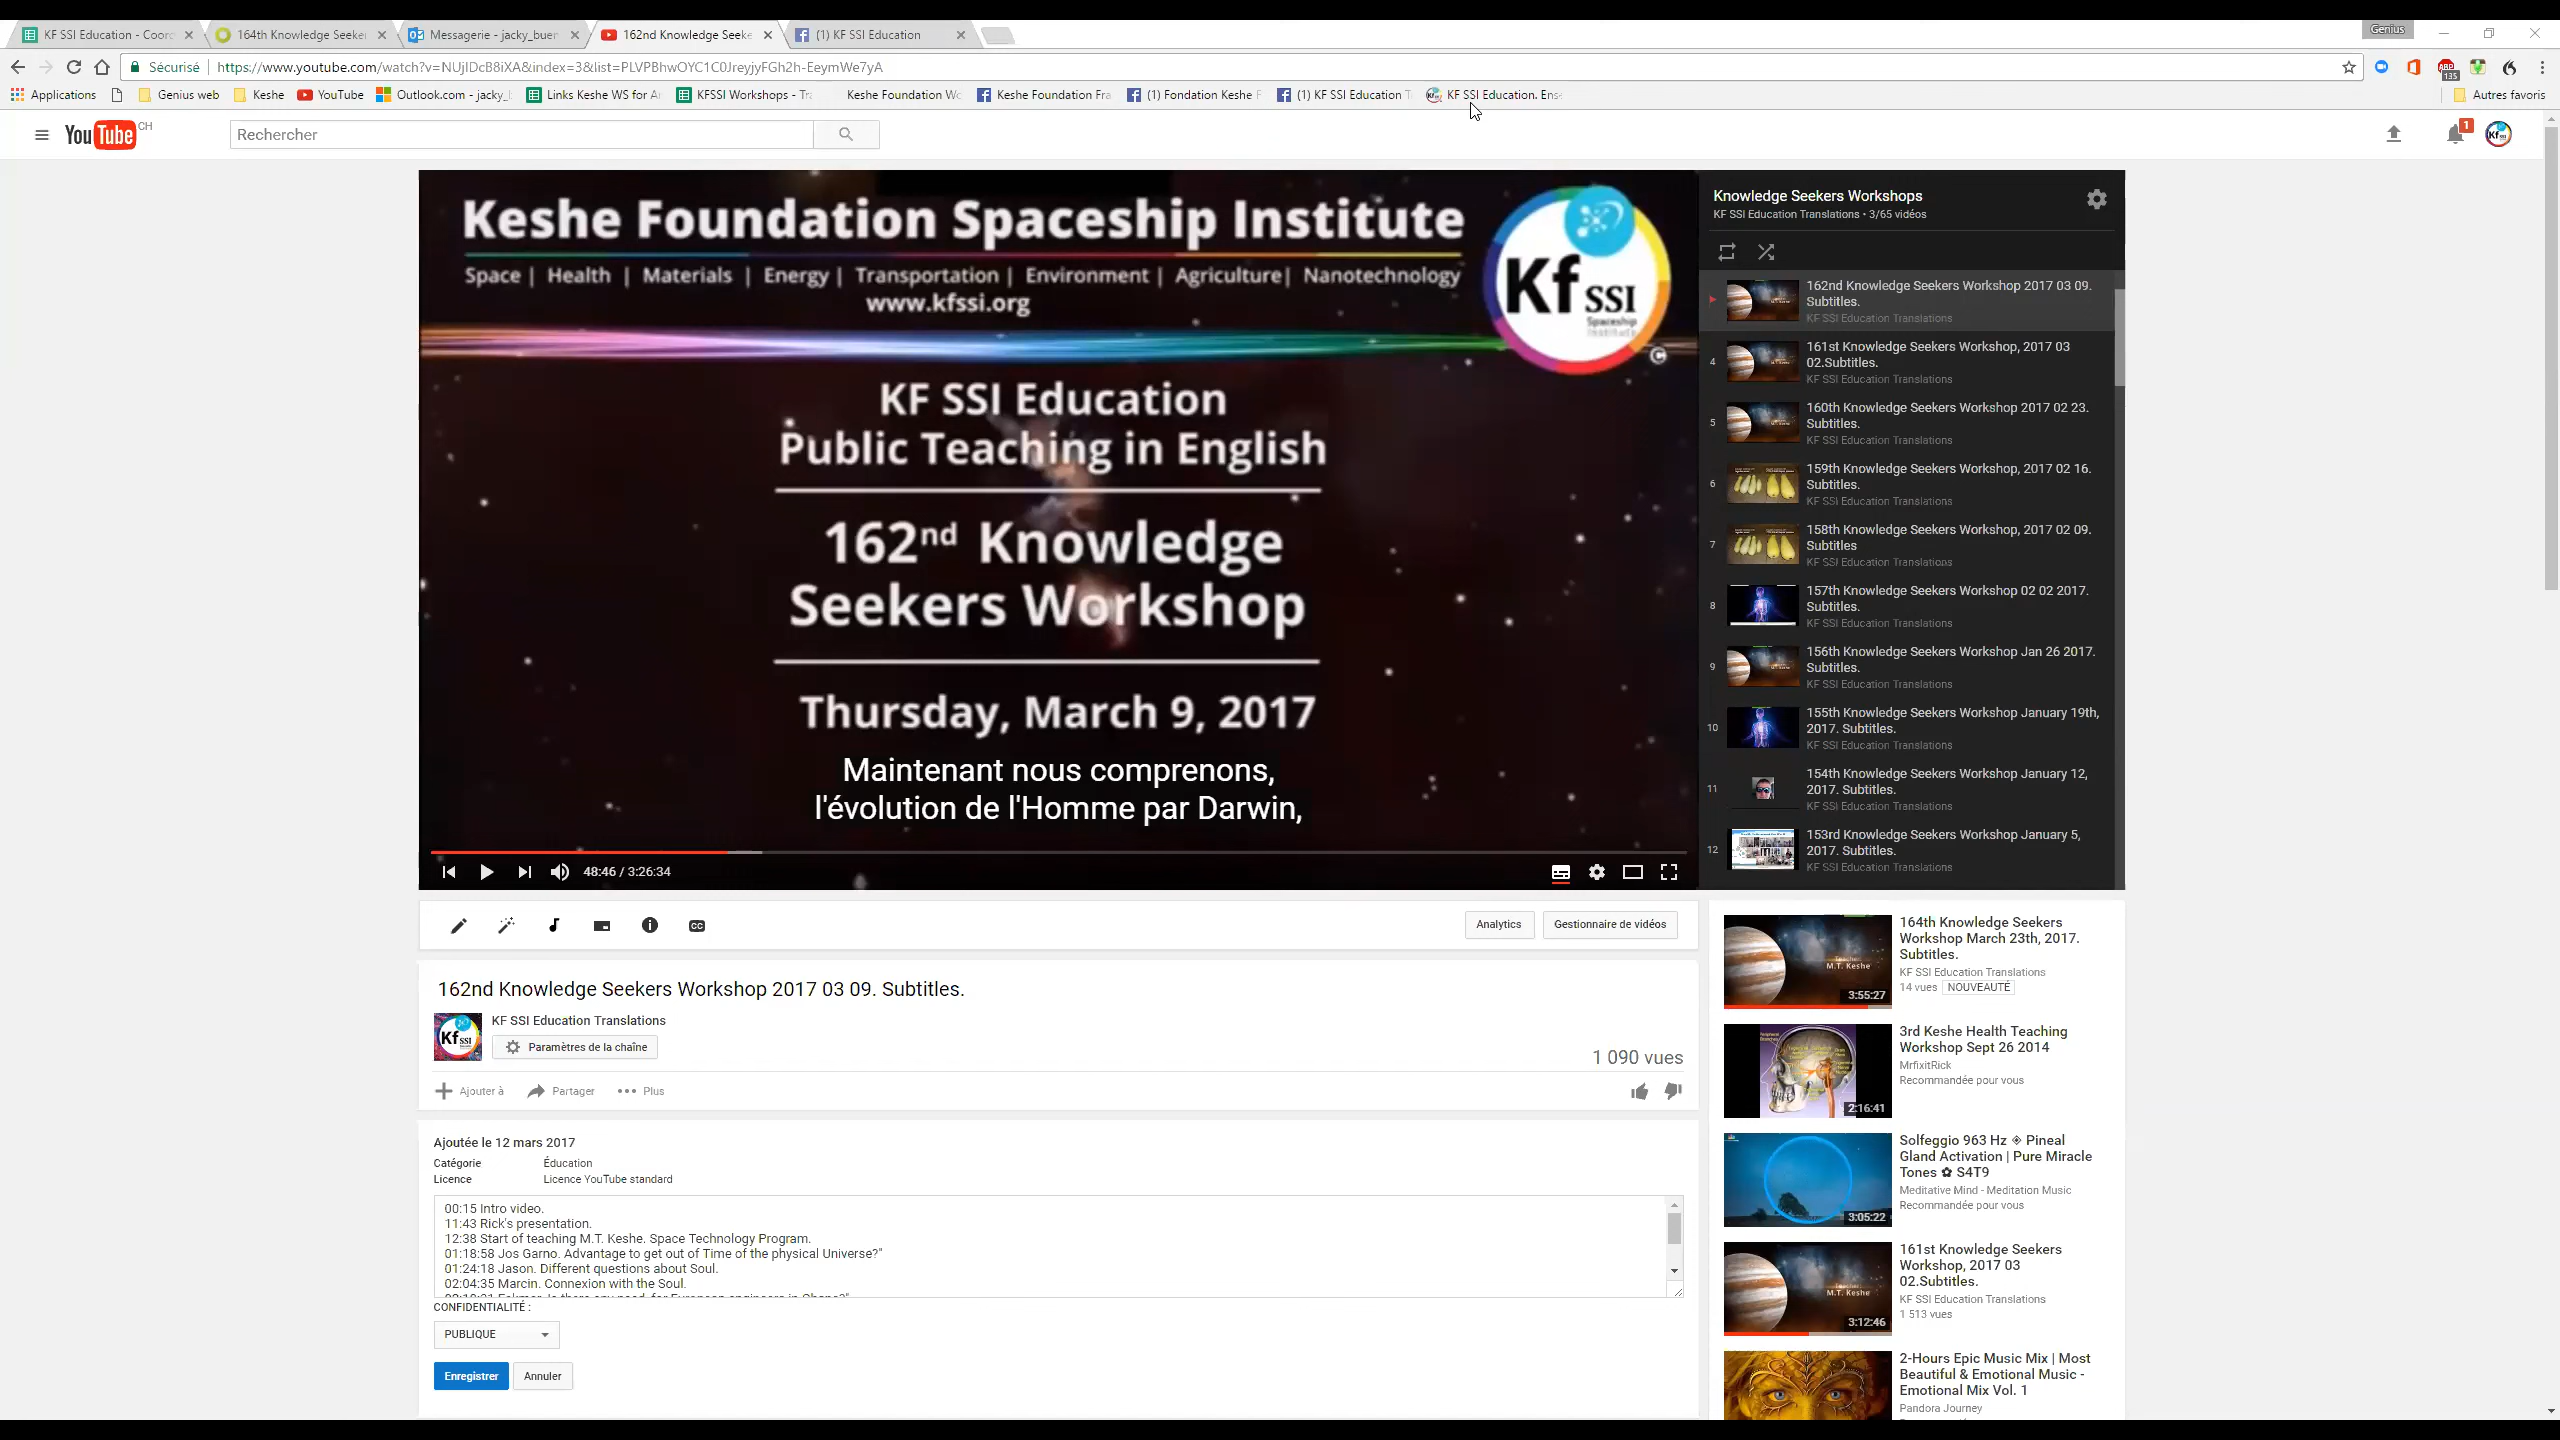 KF SSI Education - Coord
164th Knowledge Seeke
Messagerie - jacky_buen
162nd Knowledge Seeke
(1) KF SSI Education
Genius
Sécurisé
https://www.youtube.com/watch?v=NUjIDcB8iXA&index=3&list=PLVPBhwOYC1C0JreyjyFGh2h-EeymWe7yA
Applications
Genius web
Keshe
YouTube
Outlook.com - jacky_
Links Keshe WS for
KFSSI Workshops - Tr
Keshe Foundation
Keshe Foundation Fra
(1) Fondation Keshe F
(1) KF SSI Education T
KF SSI Education. Ens
Autres favoris
YouTube CH
Rechercher
1
Keshe Foundation Spaceship Institute
Space | Health | Materials | Energy | Transportation | Environment | Agriculture| Nanotechnology
www.kfssi.org
Kf SSI
Spaceship
Institute
©
KF SSI Education
Public Teaching in English
162nd Knowledge
Seekers Workshop
Thursday, March 9, 2017
Maintenant nous comprenons,
l'évolution de l'Homme par Darwin,
48:46 / 3:26:34
Knowledge Seekers Workshops
KF SSI Education Translations • 3/65 vidéos
162nd Knowledge Seekers Workshop 2017 03 09.
Subtitles.
KF SSI Education Translations
4
161st Knowledge Seekers Workshop, 2017 03
02.Subtitles.
KF SSI Education Translations
5
160th Knowledge Seekers Workshop 2017 02 23.
Subtitles.
KF SSI Education Translations
6
159th Knowledge Seekers Workshop, 2017 02 16.
Subtitles.
KF SSI Education Translations
7
158th Knowledge Seekers Workshop, 2017 02 09.
Subtitles
KF SSI Education Translations
8
157th Knowledge Seekers Workshop 02 02 2017.
Subtitles.
KF SSI Education Translations
9
156th Knowledge Seekers Workshop Jan 26 2017.
Subtitles.
KF SSI Education Translations
10
155th Knowledge Seekers Workshop January 19th,
2017. Subtitles.
KF SSI Education Translations
11
154th Knowledge Seekers Workshop January 12,
2017. Subtitles.
KF SSI Education Translations
12
153rd Knowledge Seekers Workshop January 5,
2017. Subtitles.
KF SSI Education Translations
Analytics
Gestionnaire de vidéos
162nd Knowledge Seekers Workshop 2017 03 09. Subtitles.
KF SSI Education Translations
Paramètres de la chaîne
1 090 vues
Ajouter à
Partager
Plus
Ajoutée le 12 mars 2017
Catégorie Éducation
Licence Licence YouTube standard
00:15 Intro video.
11:43 Rick's presentation.
12:38 Start of teaching M.T. Keshe. Space Technology Program.
01:18:58 Jos Garno. Advantage to get out of Time of the physical Universe?"
01:24:18 Jason. Different questions about Soul.
02:04:35 Marcin. Connexion with the Soul.
CONFIDENTIALITÉ :
PUBLIQUE
Enregistrer
Annuler
164th Knowledge Seekers
Workshop March 23th, 2017.
Subtitles.
KF SSI Education Translations
14 vues NOUVEAUTÉ
M.T. Keshe
3:55:27
3rd Keshe Health Teaching
Workshop Sept 26 2014
MrfixitRick
Recommandée pour vous
2:16:41
Solfeggio 963 Hz ◈ Pineal
Gland Activation | Pure Miracle
Tones ✿ S4T9
Meditative Mind - Meditation Music
Recommandée pour vous
3:05:22
161st Knowledge Seekers
Workshop, 2017 03
02.Subtitles.
KF SSI Education Translations
1 513 vues
M.T. Keshe
3:12:46
2-Hours Epic Music Mix | Most
Beautiful & Emotional Music -
Emotional Mix Vol. 1
Pandora Journey